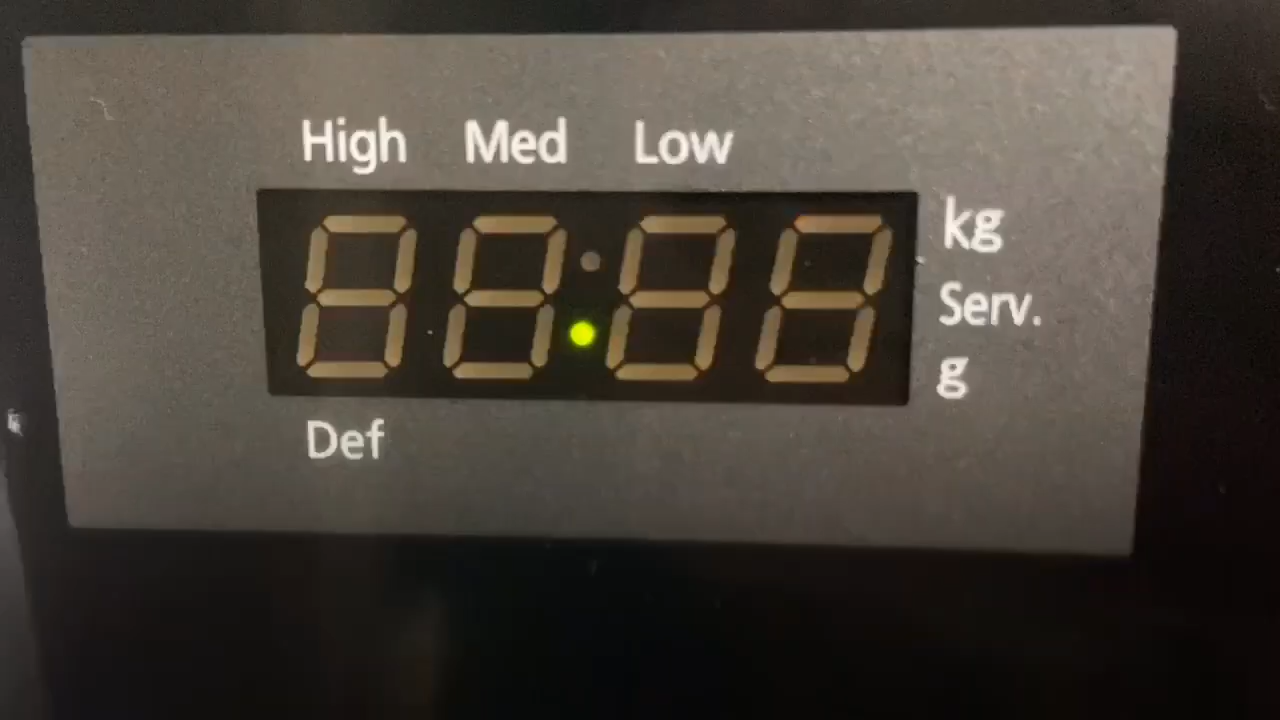 High Med Low
kg
Serv.
g
Def